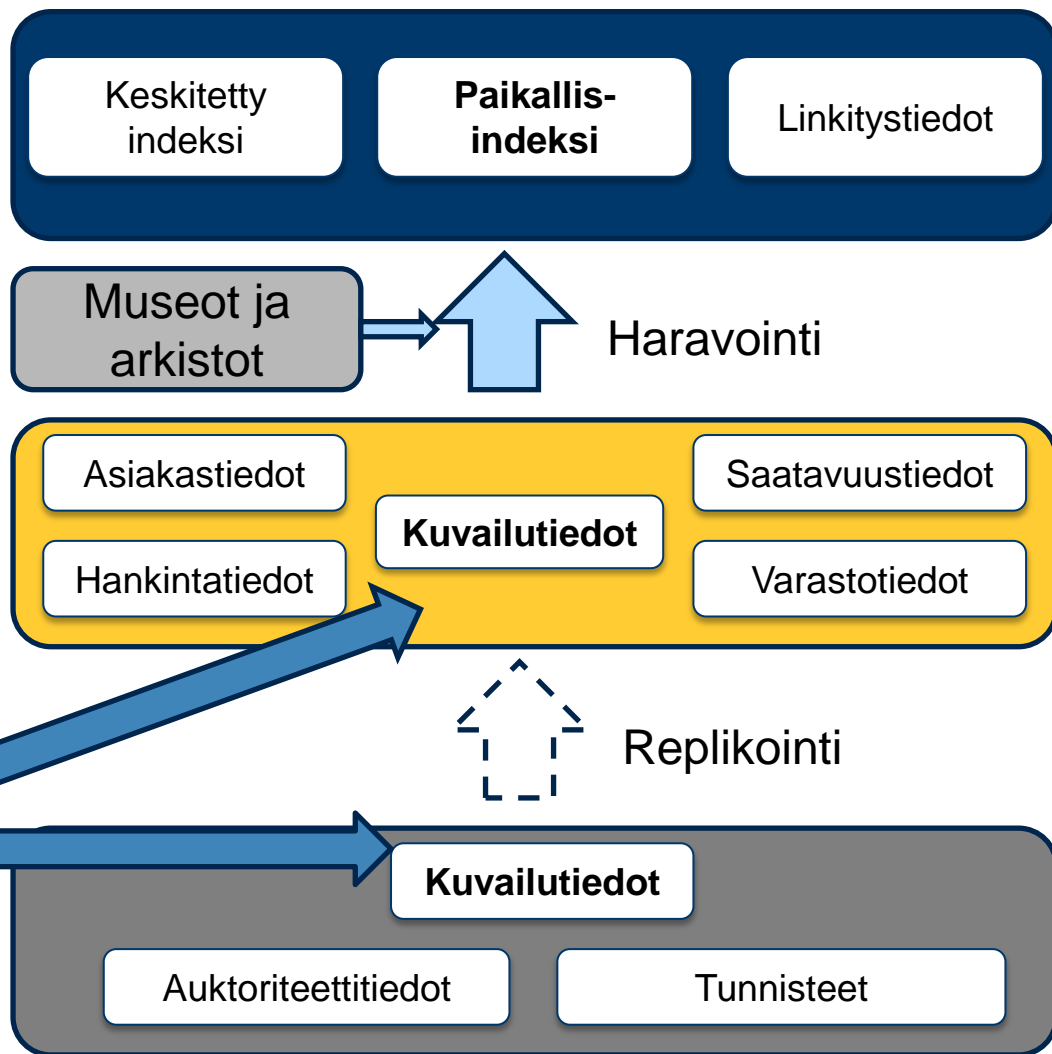 Keskitetty
indeksi
Paikallis-
indeksi
Linkitystiedot
Museot ja
arkistot
Haravointi
Asiakastiedot
Saatavuustiedot
Kuvailutiedot
Hankintatiedot
Varastotiedot
Replikointi
Kuvailutiedot
Auktoriteettitiedot
Tunnisteet